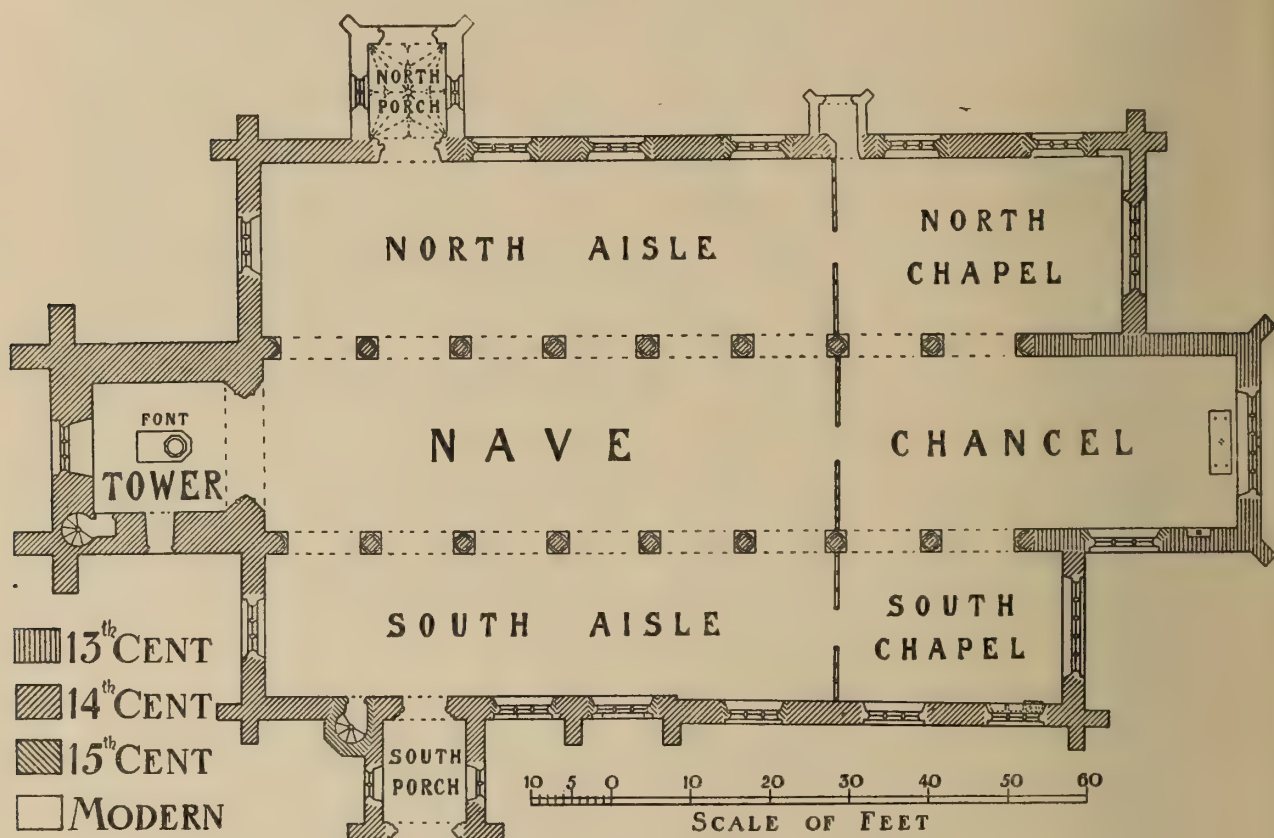 NORTH
PORCH
NORTH AISLE
NORTH
CHAPEL
FONT
TOWER
NAVE
CHANCEL
SOUTH AISLE
SOUTH
CHAPEL
SOUTH
PORCH
13th CENT
14th CENT
15th CENT
MODERN
10 5 0 10 20 30 40 50 60
SCALE OF FEET